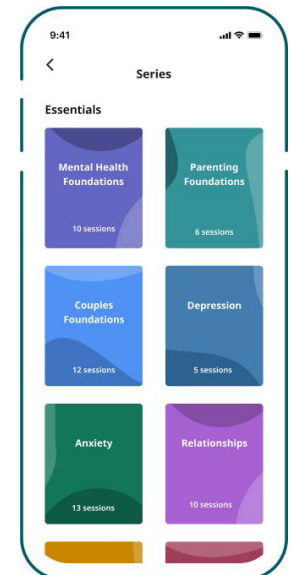 9:41
Series
Essentials
Mental Health
Foundations
10 sessions
Parenting
Foundations
6 sessions
Couples
Foundations
12 sessions
Depression
5 sessions
Anxiety
13 sessions
Relationships
10 sessions